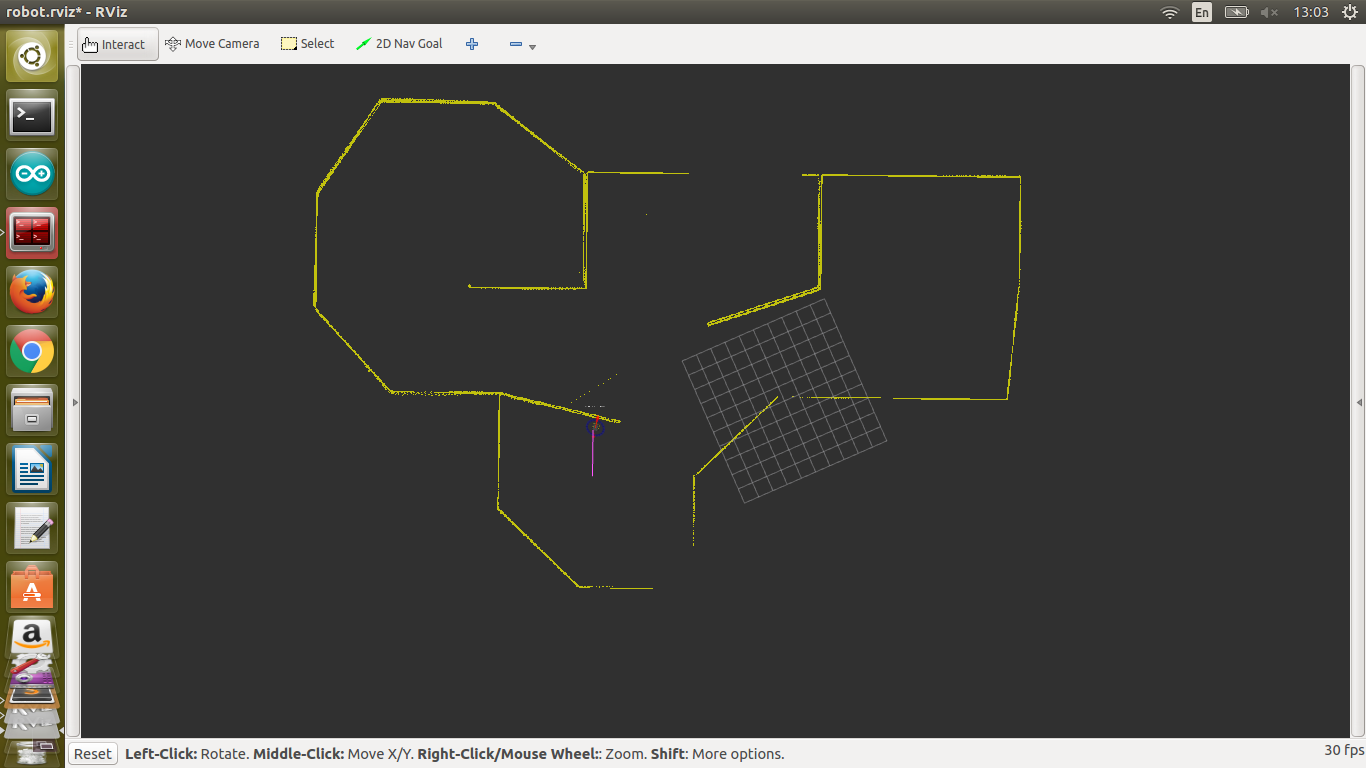 robot.rviz* - RViz
En
13:03
Interact
Move Camera
Select
2D Nav Goal
Reset
Left-Click: Rotate. Middle-Click: Move X/Y. Right-Click/Mouse Wheel:: Zoom. Shift: More options.
30 fps